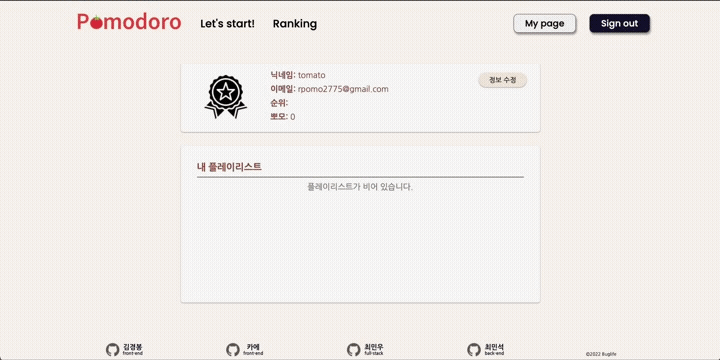 Pomodoro Let's start! Ranking My page Sign out
닉네임: tomato
이메일: rpomo2775@gmail.com
순위:
뽀모: 0
정보 수정
내 플레이리스트
플레이리스트가 비어 있습니다.
김경봉 카에 최민우 최민석
front-end front-end full-stack back-end
©2022 Buglife